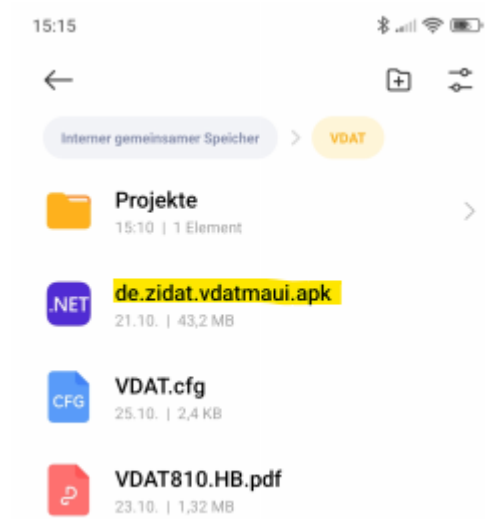 15:15
Interner gemeinsamer Speicher > VDAT
Projekte
15:10 | 1 Element
.NET
de.zidat.vdatmaui.apk
21.10. | 43,2 MB
CFG
VDAT.cfg
25.10. | 2,4 KB
VDAT810.HB.pdf
23.10. | 1,32 MB